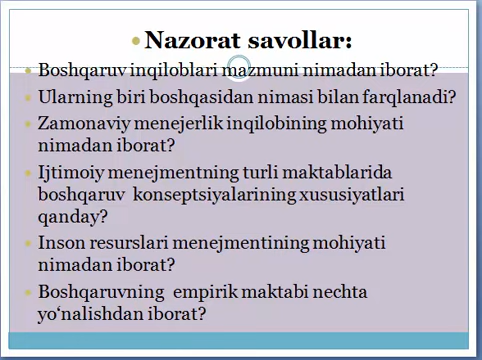 Nazorat savollar:
Boshqaruv inqiloblari mazmuni nimadan iborat?
Ularning biri boshqasidan nimasi bilan farqlanadi?
Zamonaviy menejerlik inqilobining mohiyati
nimadan iborat?
Ijtimoiy menejmentning turli maktablarida
boshqaruv konseptsiyalarining xususiyatlari
qanday?
Inson resurslari menejmentining mohiyati
nimadan iborat?
Boshqaruvning empirik maktabi nechta
yo‘nalishdan iborat?